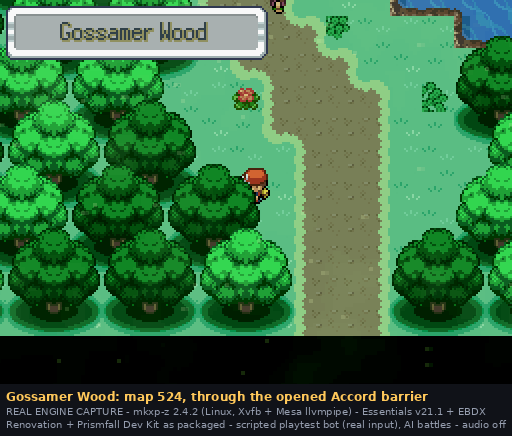 Gossamer Wood
Gossamer Wood: map 524, through the opened Accord barrier
REAL ENGINE CAPTURE - mkxp-z 2.4.2 (Linux, Xvfb + Mesa llvmpipe) - Essentials v21.1 + EBDX
Renovation + Prismfall Dev Kit as packaged - scripted playtest bot (real input), AI battles - audio off